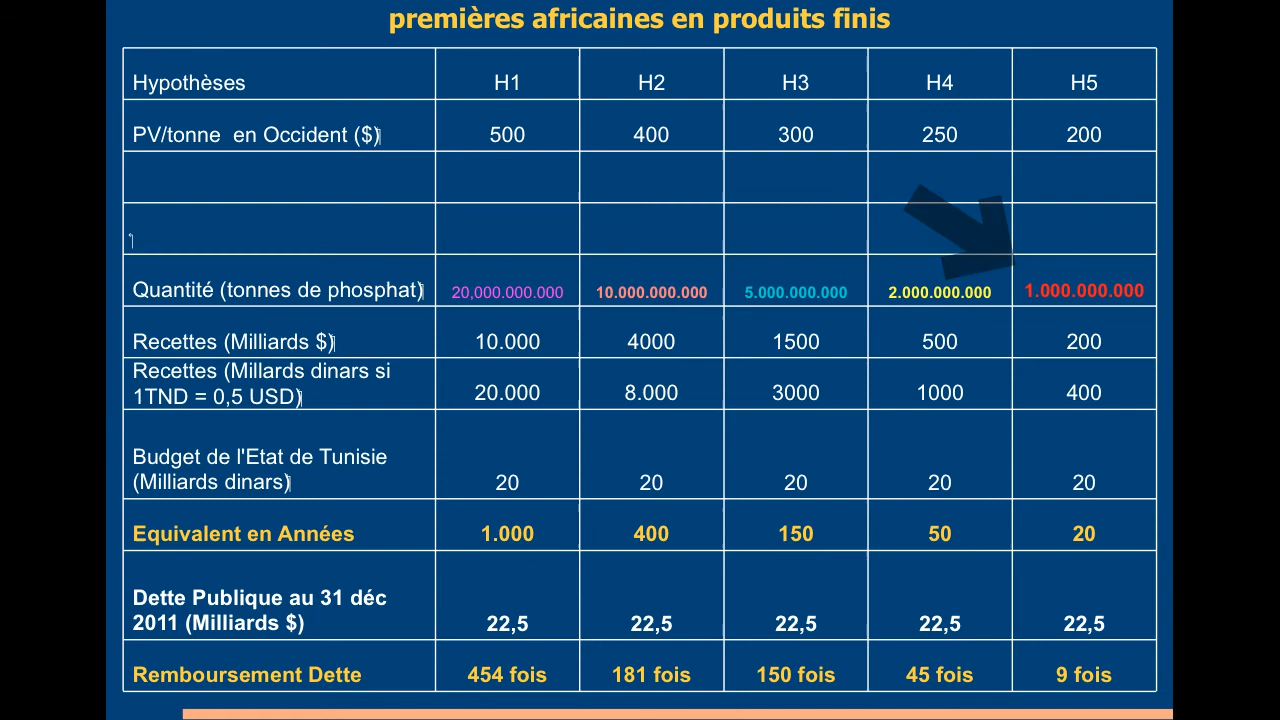 premières africaines en produits finis
Hypothèses H1 H2 H3 H4 H5
PV/tonne en Occident ($) 500 400 300 250 200
Quantité (tonnes de phosphat) 20,000.000.000 10.000.000.000 5.000.000.000 2.000.000.000 1.000.000.000
Recettes (Milliards $) 10.000 4000 1500 500 200
Recettes (Millards dinars si
1TND = 0,5 USD) 20.000 8.000 3000 1000 400
Budget de l'Etat de Tunisie
(Milliards dinars) 20 20 20 20 20
Equivalent en Années 1.000 400 150 50 20
Dette Publique au 31 déc
2011 (Milliards $) 22,5 22,5 22,5 22,5 22,5
Remboursement Dette 454 fois 181 fois 150 fois 45 fois 9 fois